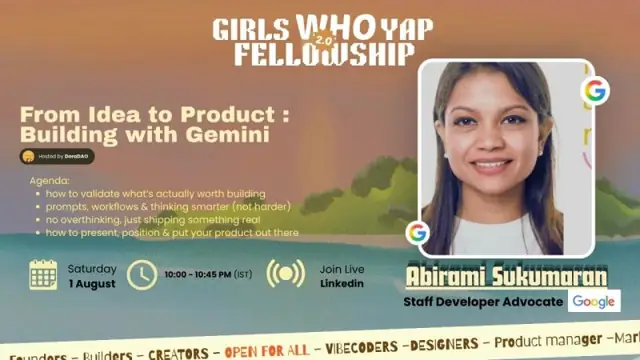 GIRLS WHO YAP
2.0
FELLOWSHIP
From Idea to Product :
Building with Gemini
Hosted by DoraDAO
Agenda:
how to validate what's actually worth building
prompts, workflows & thinking smarter (not harder)
no overthinking, just shipping something real
how to present, position & put your product out there
Saturday
1 August
10:00 - 10:45 PM (IST)
Join Live
Linkedin
Abirami Sukumaran
Staff Developer Advocate Google
Founders - Builders - CREATORS - OPEN FOR ALL - VIBECODERS -DESIGNERS - Product manager -Mar